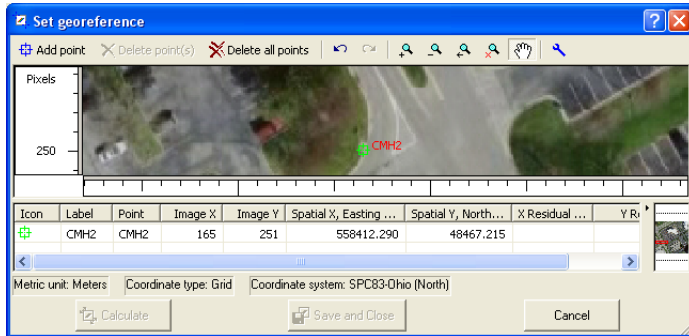 Set georeference
Add point Delete point(s) Delete all points
Pixels
CMH2
250
Icon Label Point Image X Image Y Spatial X, Easting ... Spatial Y, North... X Residual ... Y R
CMH2 CMH2 165 251 558412.290 48467.215
Metric unit: Meters Coordinate type: Grid Coordinate system: SPC83-Ohio (North)
Calculate Save and Close Cancel